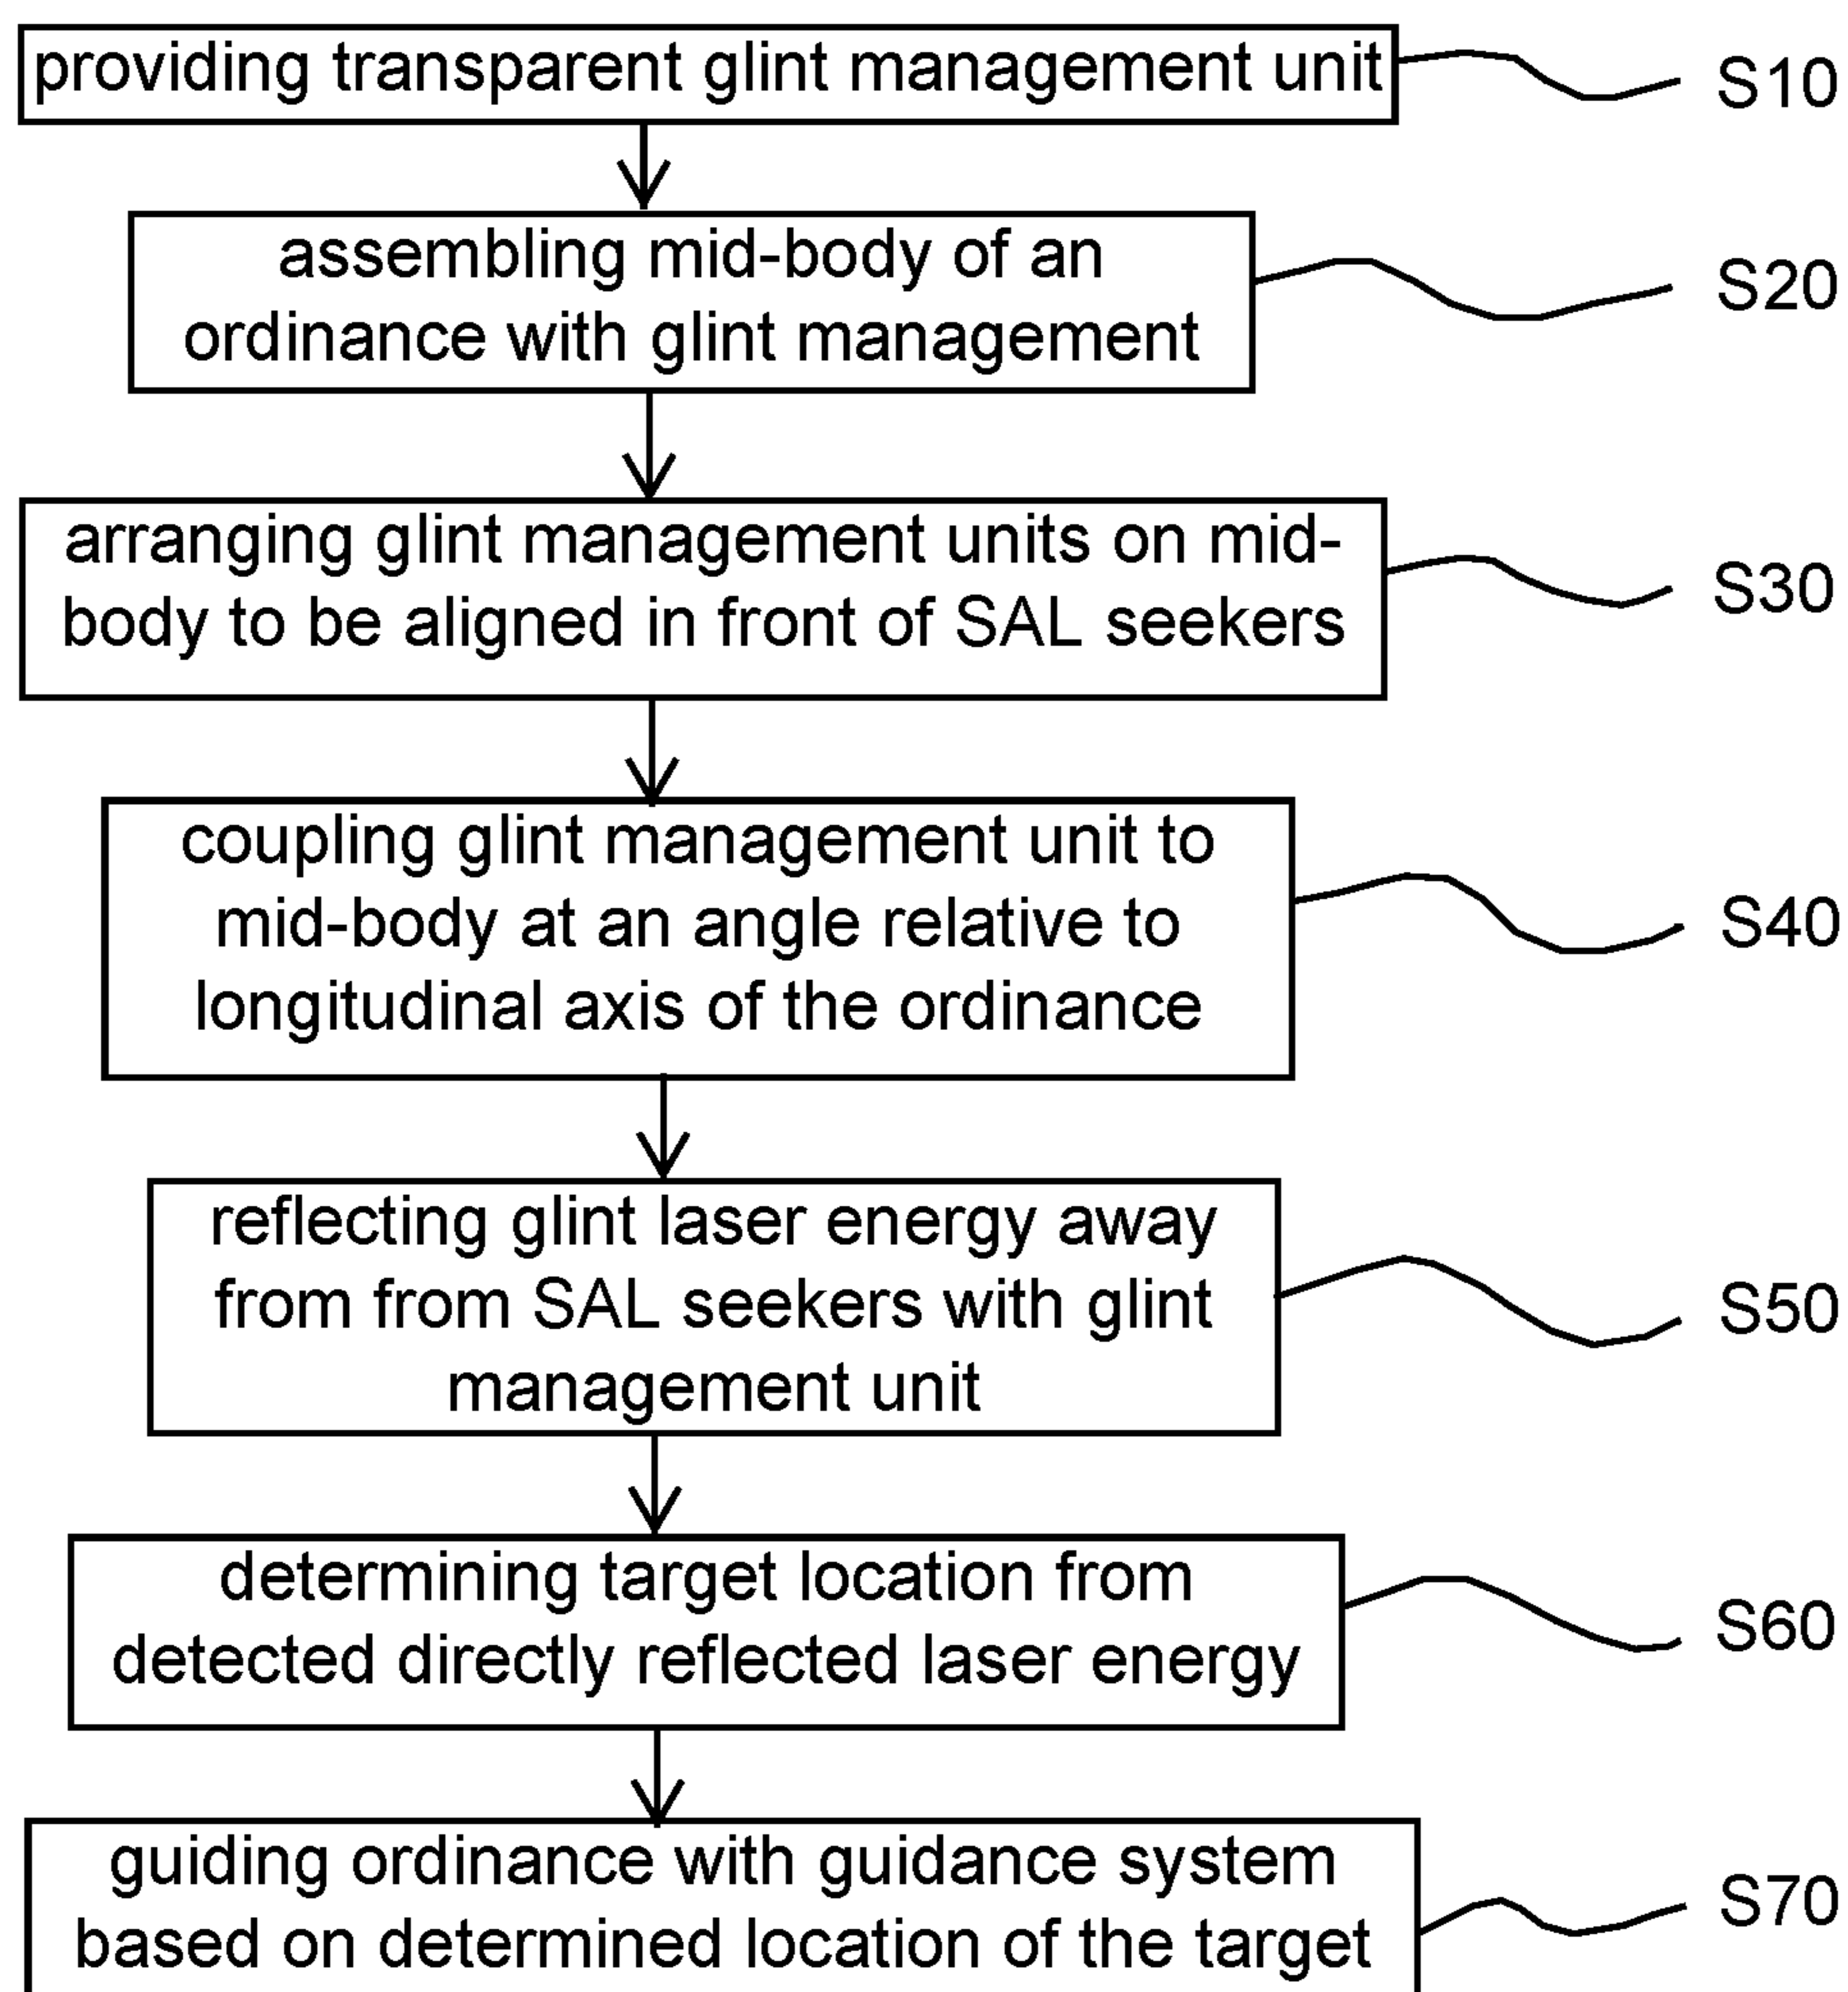 providing transparent glint management unit
S10
assembling mid-body of an
ordinance with glint management
S20
arranging glint management units on mid-
body to be aligned in front of SAL seekers
S30
coupling glint management unit to
mid-body at an angle relative to
longitudinal axis of the ordinance
S40
reflecting glint laser energy away
from from SAL seekers with glint
management unit
S50
determining target location from
detected directly reflected laser energy
S60
guiding ordinance with guidance system
based on determined location of the target
S70